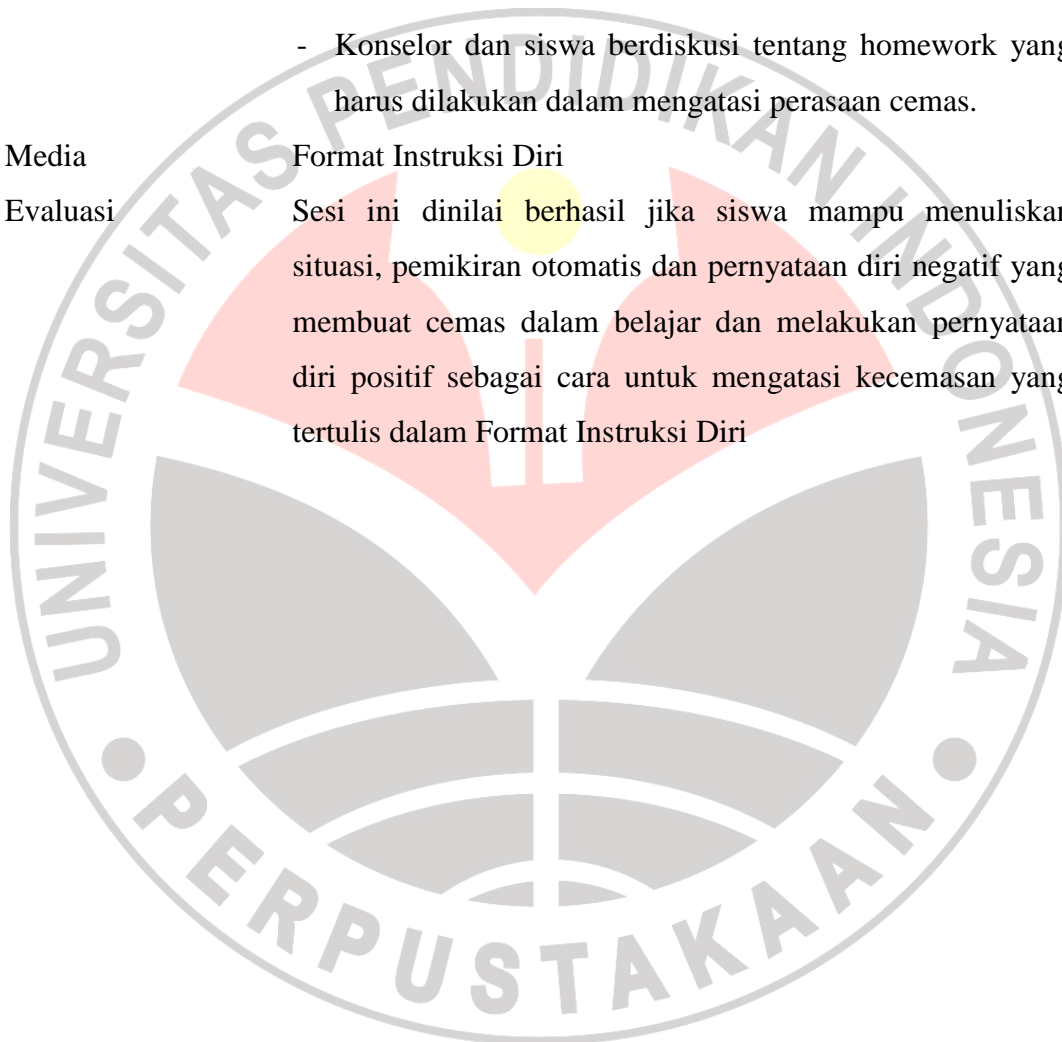 - Konselor dan siswa berdiskusi tentang homework yang
harus dilakukan dalam mengatasi perasaan cemas.
Media Format Instruksi Diri
Evaluasi Sesi ini dinilai berhasil jika siswa mampu menuliskan
situasi, pemikiran otomatis dan pernyataan diri negatif yang
membuat cemas dalam belajar dan melakukan pernyataan
diri positif sebagai cara untuk mengatasi kecemasan yang
tertulis dalam Format Instruksi Diri
UNIVERSITAS PENDIDIKAN INDONESIA
PERPUSTAKAAN